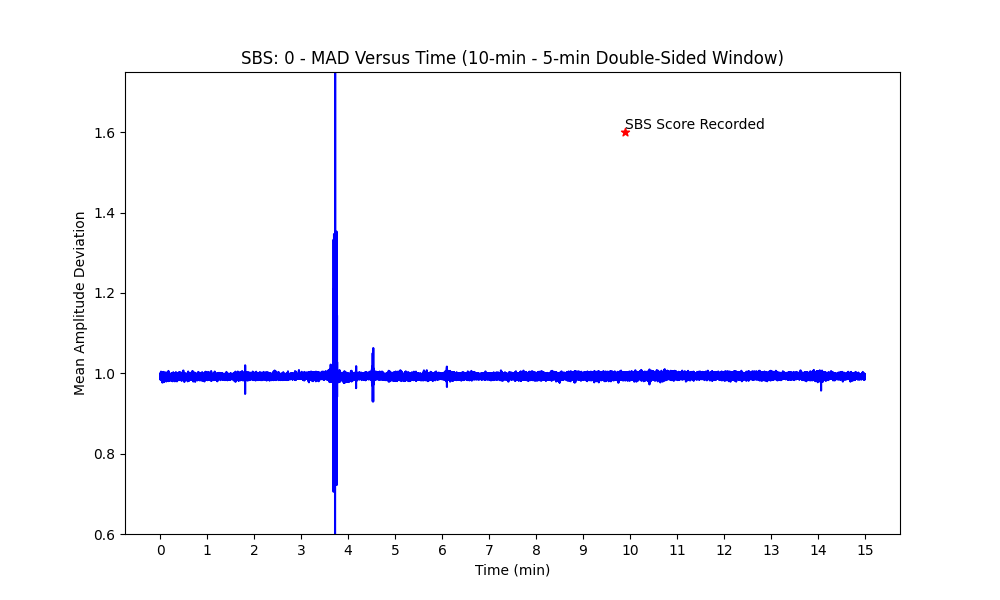 SBS: 0 - MAD Versus Time (10-min - 5-min Double-Sided Window)
SBS Score Recorded
Mean Amplitude Deviation
1.6
1.4
1.2
1.0
0.8
0.6
0 1 2 3 4 5 6 7 8 9 10 11 12 13 14 15
Time (min)